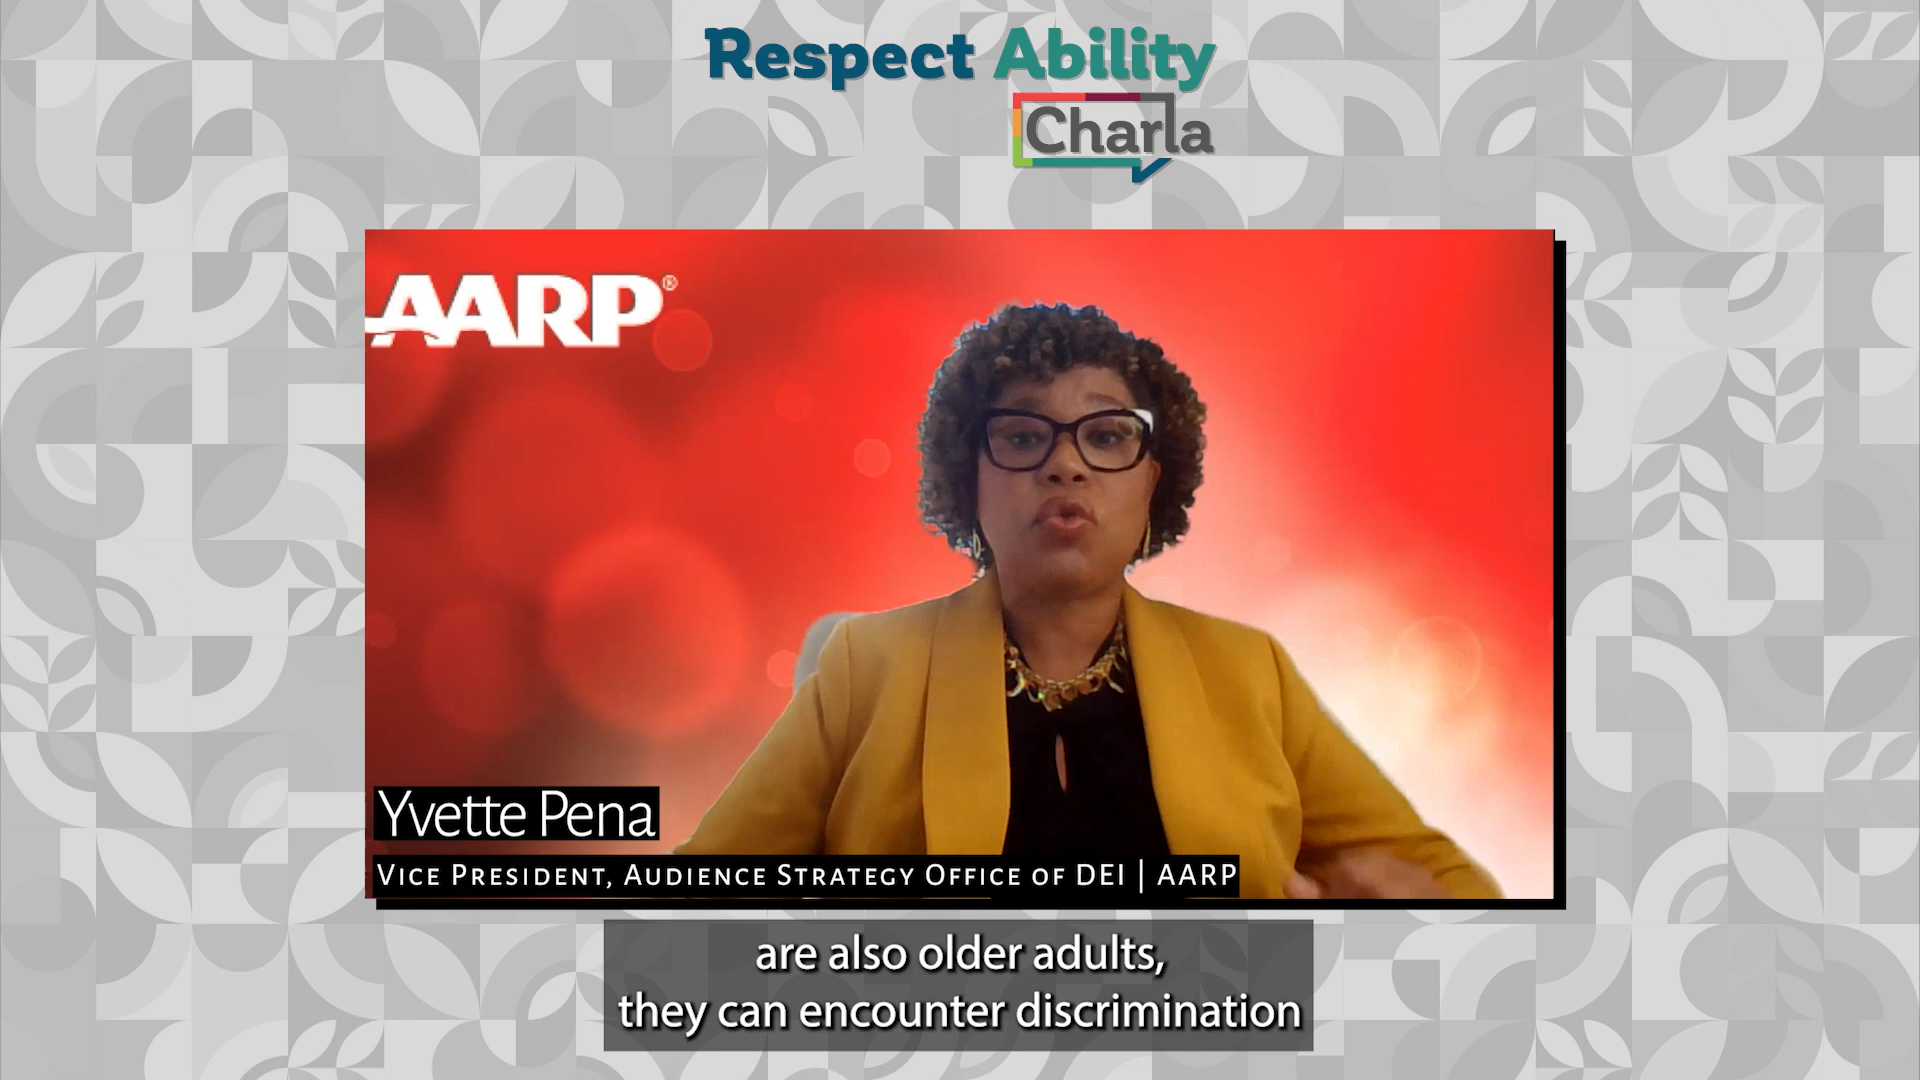 Respect Ability
Charla
AARP®
Yvette Pena
VICE PRESIDENT, AUDIENCE STRATEGY OFFICE OF DEI | AARP
are also older adults,
they can encounter discrimination